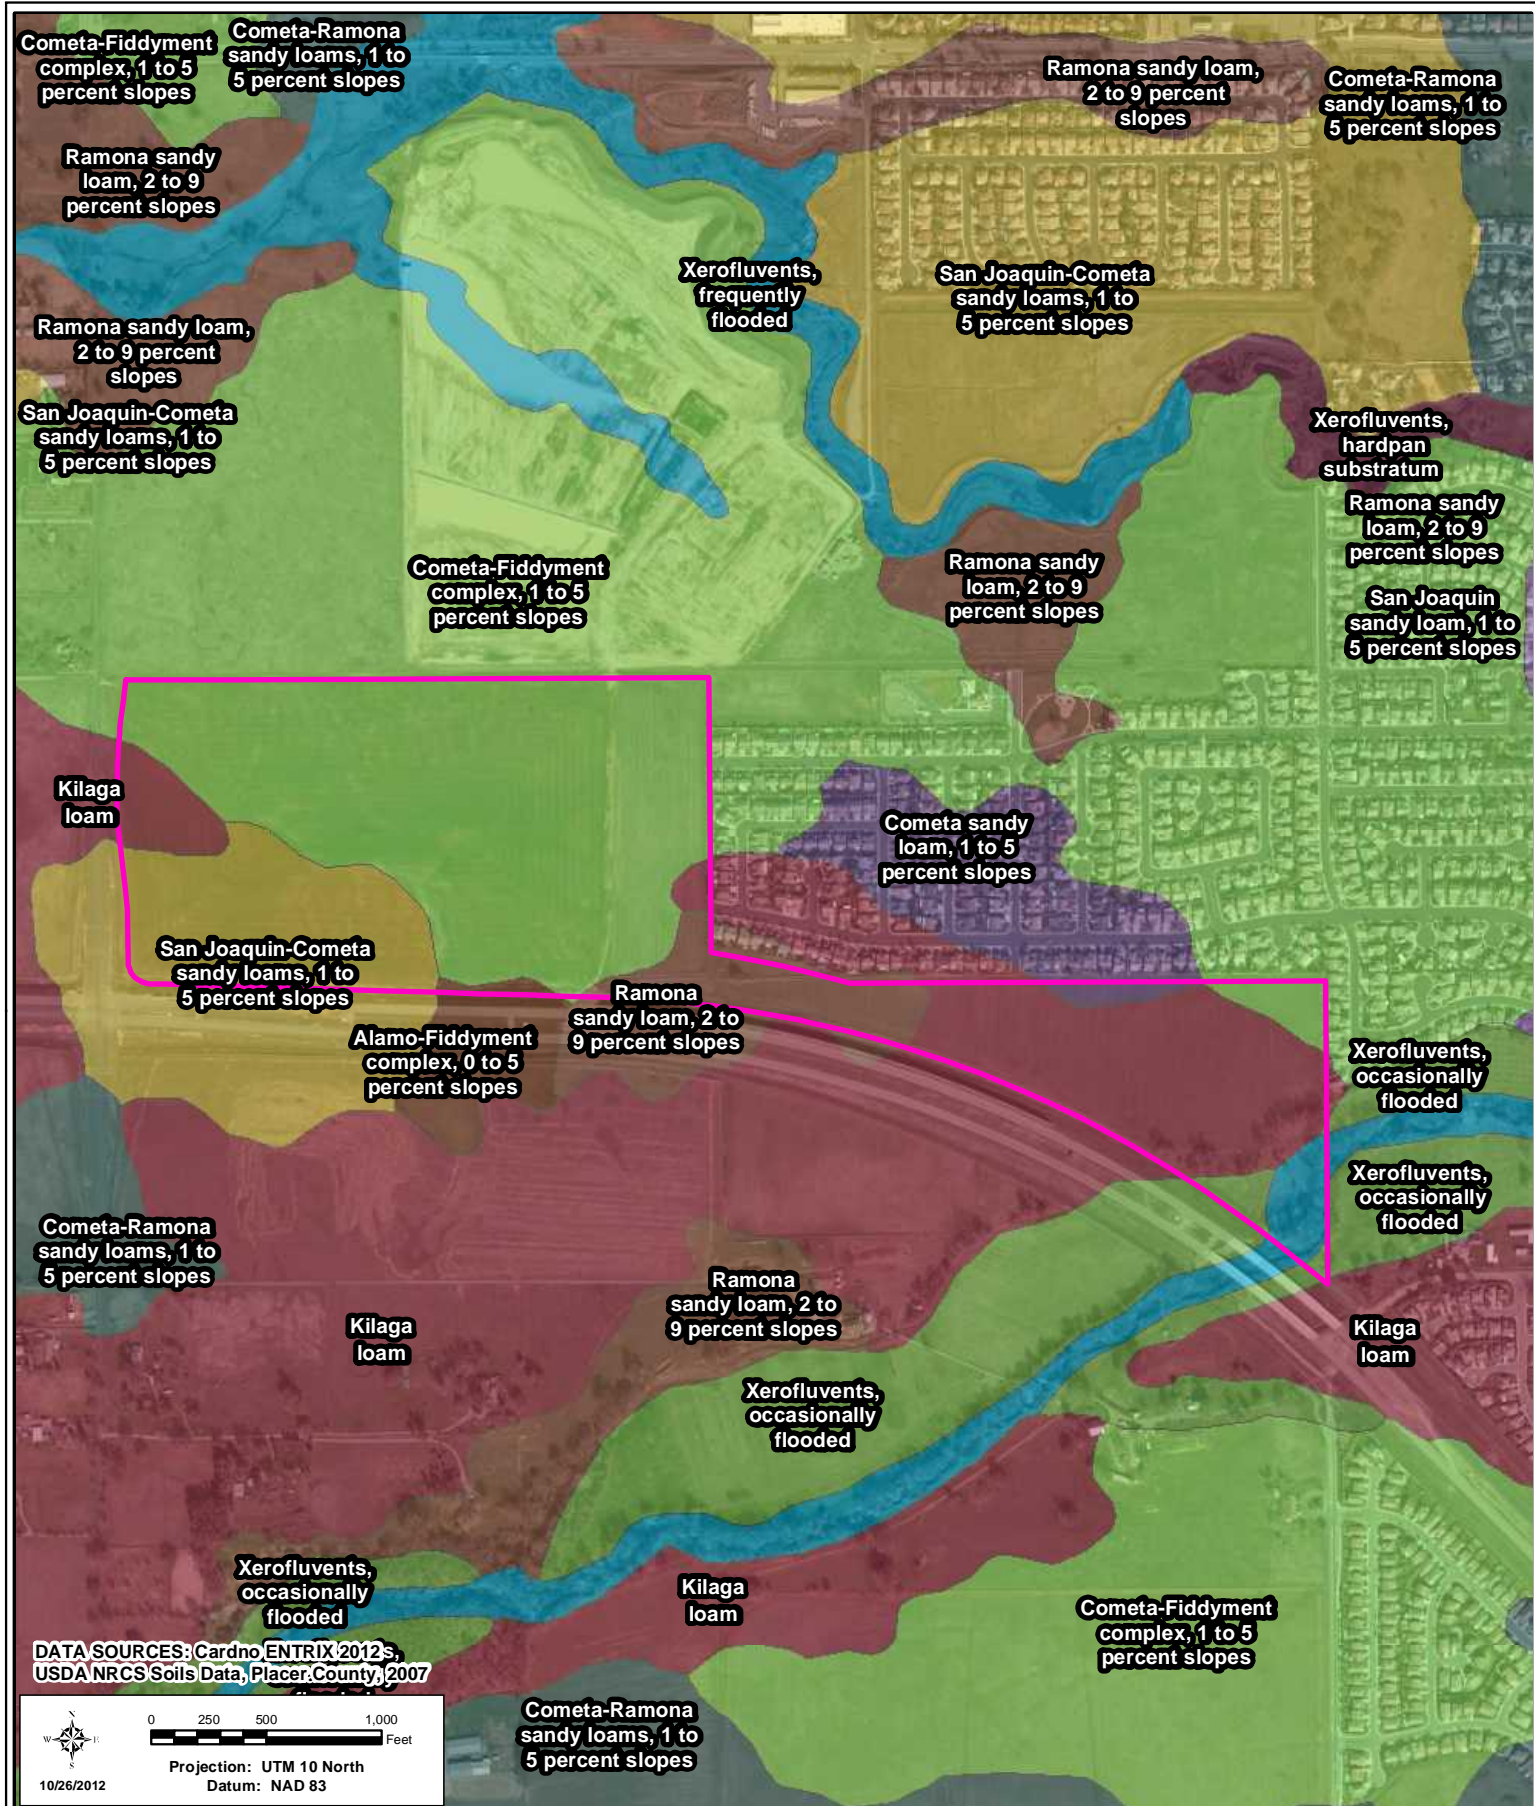 Cometa-Fiddyment
complex, 1 to 5
percent slopes
Cometa-Ramona
sandy loams, 1 to
5 percent slopes
Ramona sandy loam,
2 to 9 percent
slopes
Cometa-Ramona
sandy loams, 1 to
5 percent slopes
Ramona sandy
loam, 2 to 9
percent slopes
Xerofluvents,
frequently
flooded
San Joaquin-Cometa
sandy loams, 1 to
5 percent slopes
Ramona sandy loam,
2 to 9 percent
slopes
San Joaquin-Cometa
sandy loams, 1 to
5 percent slopes
Xerofluvents,
hardpan
substratum
Ramona sandy
loam, 2 to 9
percent slopes
Cometa-Fiddyment
complex, 1 to 5
percent slopes
Ramona sandy
loam, 2 to 9
percent slopes
San Joaquin
sandy loam, 1 to
5 percent slopes
Kilaga
loam
Cometa sandy
loam, 1 to 5
percent slopes
San Joaquin-Cometa
sandy loams, 1 to
5 percent slopes
Ramona
sandy loam, 2 to
9 percent slopes
Alamo-Fiddyment
complex, 0 to 5
percent slopes
Xerofluvents,
occasionally
flooded
Xerofluvents,
occasionally
flooded
Cometa-Ramona
sandy loams, 1 to
5 percent slopes
Ramona
sandy loam, 2 to
9 percent slopes
Kilaga
loam
Kilaga
loam
Xerofluvents,
occasionally
flooded
Xerofluvents,
occasionally
flooded
Kilaga
loam
Cometa-Fiddyment
complex, 1 to 5
percent slopes
DATA SOURCES: Cardno ENTRIX 2012
USDA NRCS Soils Data, Placer County, 2007
Cometa-Ramona
sandy loams, 1 to
5 percent slopes
N
W E
S
10/26/2012
0 250 500 1,000
Feet
Projection: UTM 10 North
Datum: NAD 83